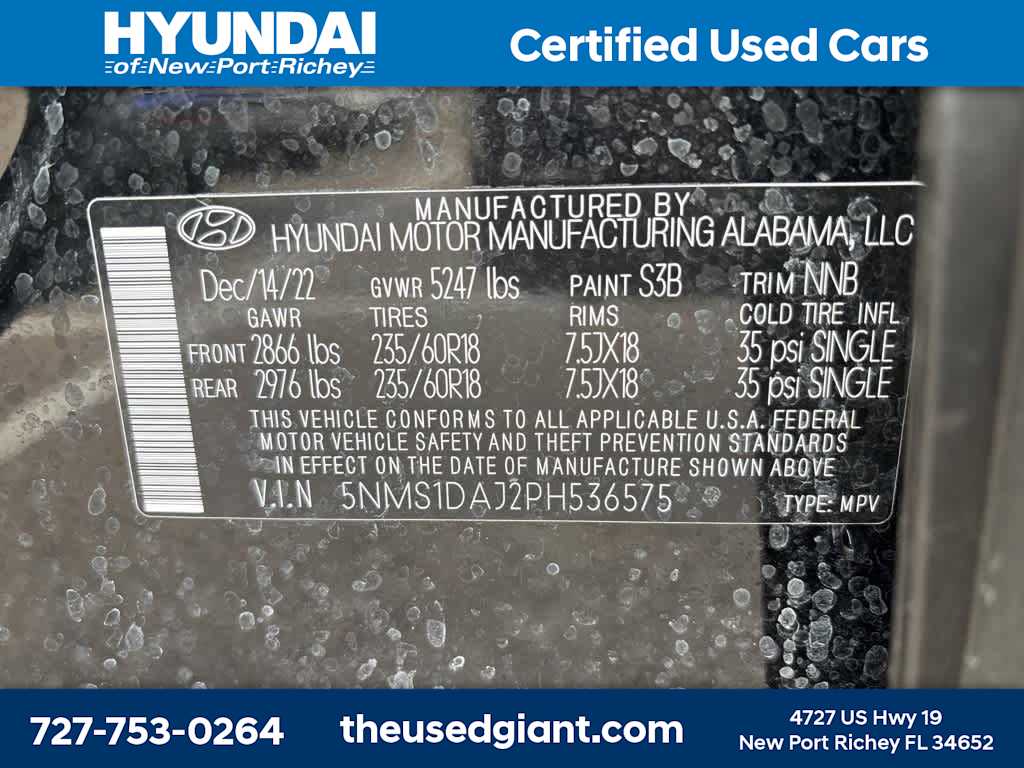 HYUNDAI
of New Port Richey
Certified Used Cars
MANUFACTURED BY
HYUNDAI MOTOR MANUFACTURING ALABAMA, LLC
Dec/14/22 GVWR 5247 lbs PAINT S3B TRIM NNB
GAWR TIRES RIMS COLD TIRE INFL
FRONT 2866 lbs 235/60R18 7.5JX18 35 psi SINGLE
REAR 2976 lbs 235/60R18 7.5JX18 35 psi SINGLE
THIS VEHICLE CONFORMS TO ALL APPLICABLE U.S.A. FEDERAL
MOTOR VEHICLE SAFETY AND THEFT PREVENTION STANDARDS
IN EFFECT ON THE DATE OF MANUFACTURE SHOWN ABOVE
V.I.N 5NMS1DAJ2PH536575 TYPE: MPV
727-753-0264
theusedgiant.com
4727 US Hwy 19
New Port Richey FL 34652